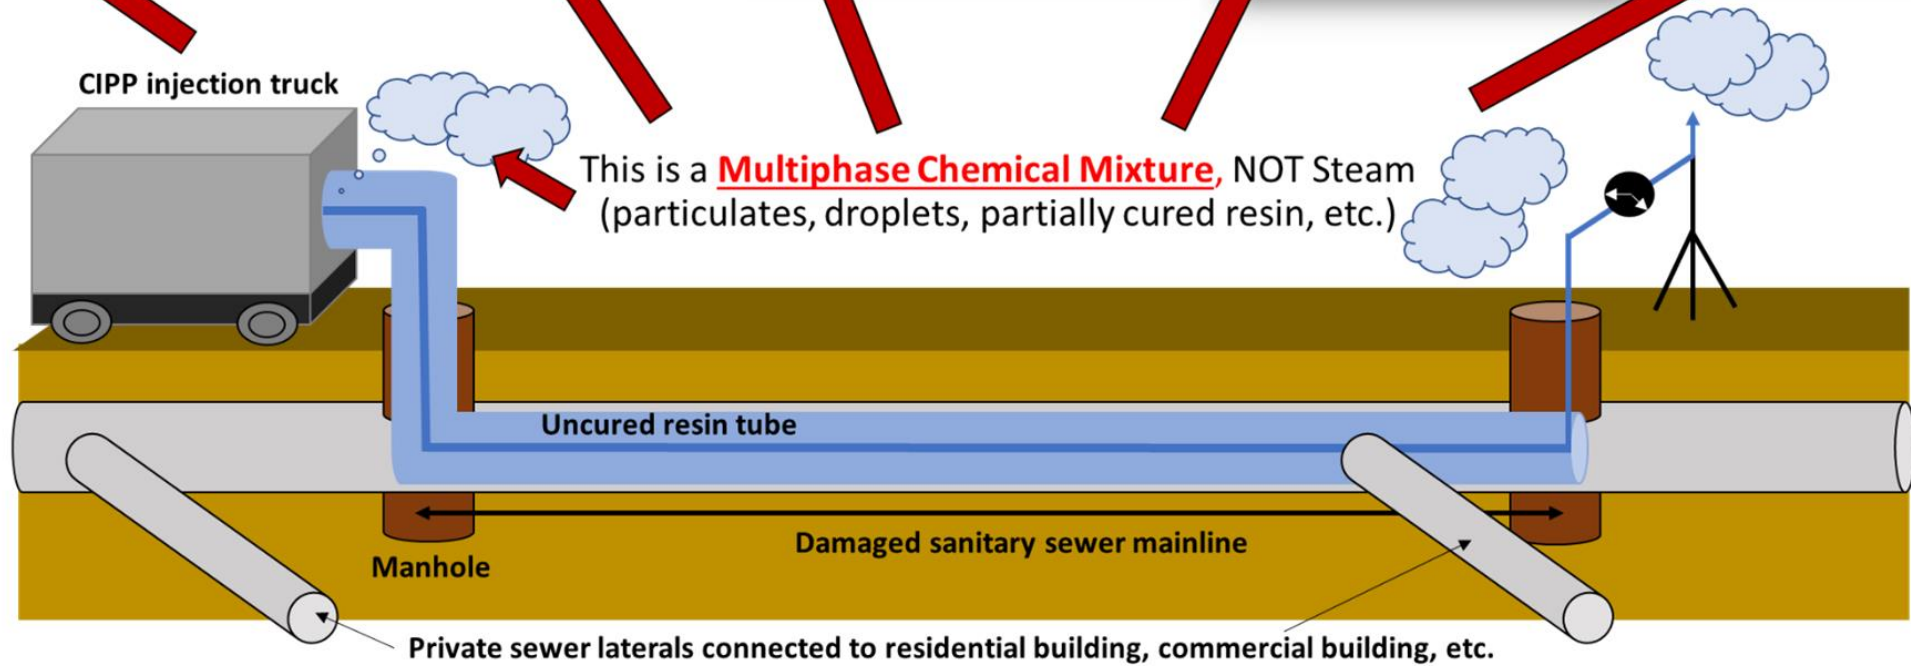 CIPP injection truck
This is a Multiphase Chemical Mixture, NOT Steam
(particulates, droplets, partially cured resin, etc.)
Uncured resin tube
Damaged sanitary sewer mainline
Manhole
Private sewer laterals connected to residential building, commercial building, etc.